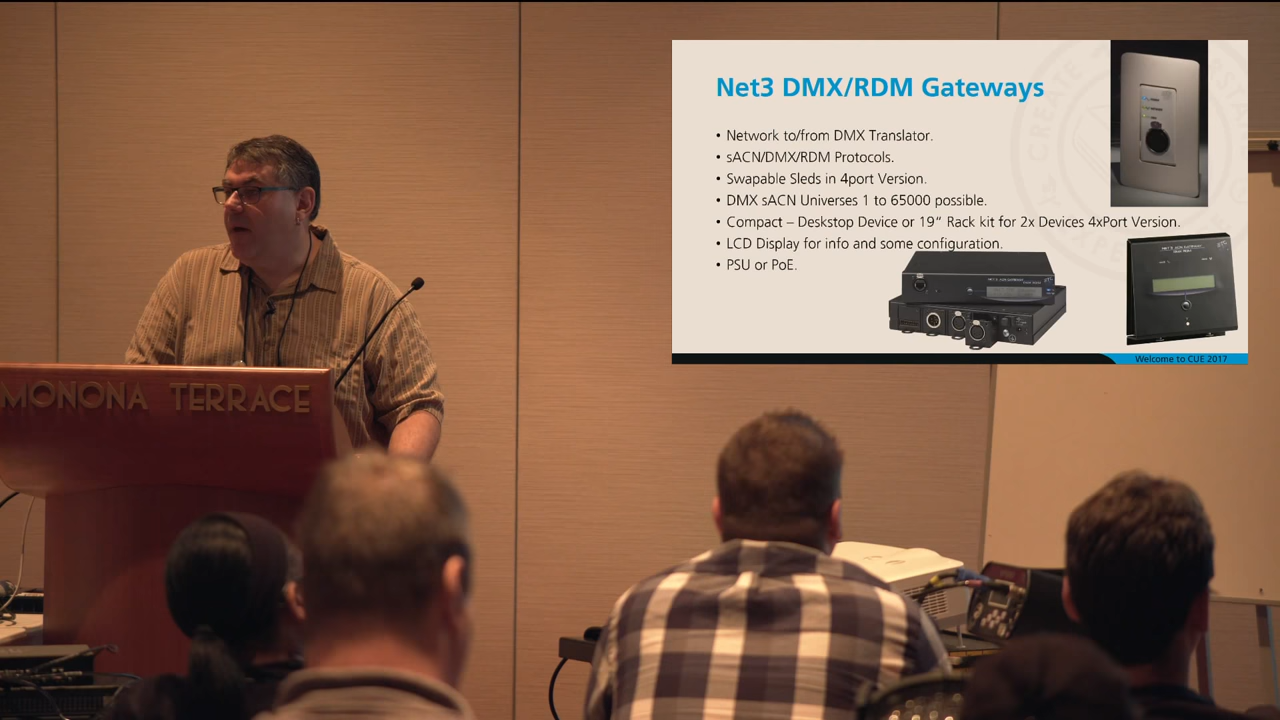 Net3 DMX/RDM Gateways
• Network to/from DMX Translator.
• sACN/DMX/RDM Protocols.
• Swapable Sleds in 4port Version.
• DMX sACN Universes 1 to 65000 possible.
• Compact – Deskstop Device or 19“ Rack kit for 2x Devices 4xPort Version.
• LCD Display for info and some configuration.
• PSU or PoE.
Welcome to CUE 2017
MONONA TERRACE